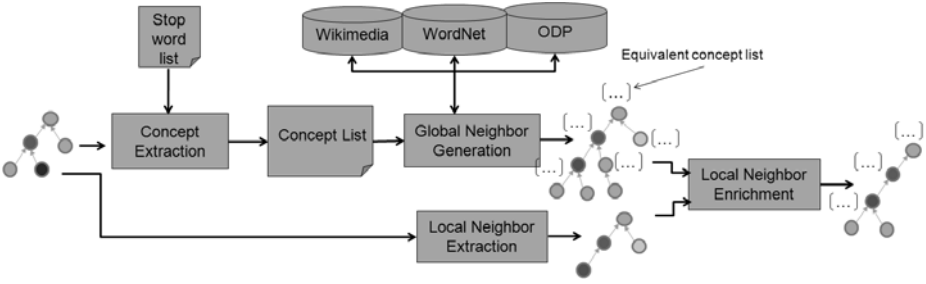 Stop
word
list
Wikimedia
WordNet
ODP
Equivalent concept list
[...]
Concept
Extraction
Concept List
Global Neighbor
Generation
[...]
[...]
[...]
[...]
Local Neighbor
Enrichment
[...]
[...]
[...]
Local Neighbor
Extraction